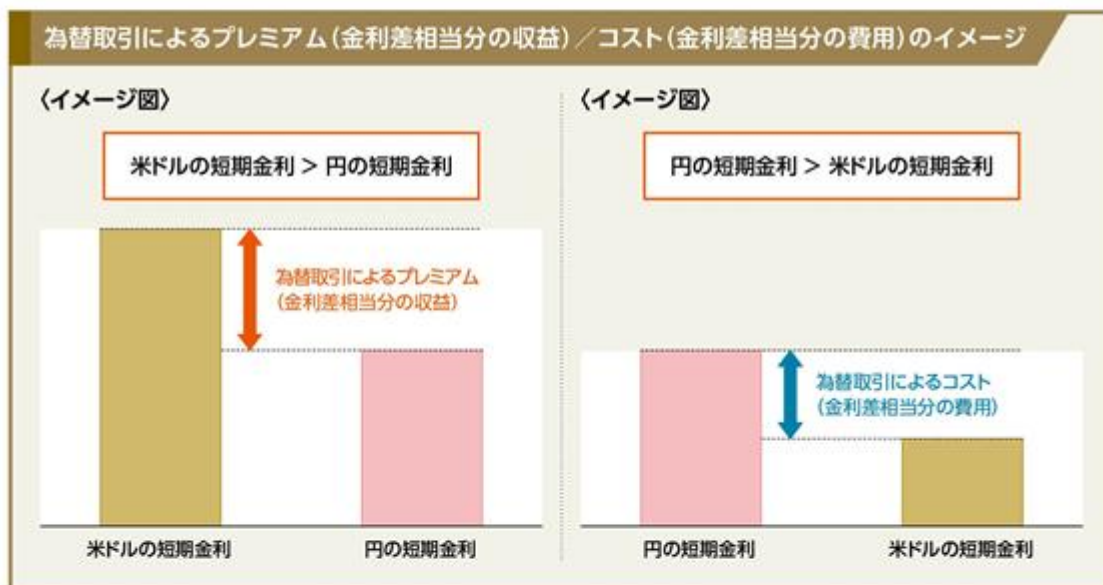 為替取引によるプレミアム(金利差相当分の収益)／コスト(金利差相当分の費用)のイメージ
〈イメージ図〉
米ドルの短期金利 > 円の短期金利
為替取引によるプレミアム
(金利差相当分の収益)
米ドルの短期金利
円の短期金利
〈イメージ図〉
円の短期金利 > 米ドルの短期金利
為替取引によるコスト
(金利差相当分の費用)
円の短期金利
米ドルの短期金利